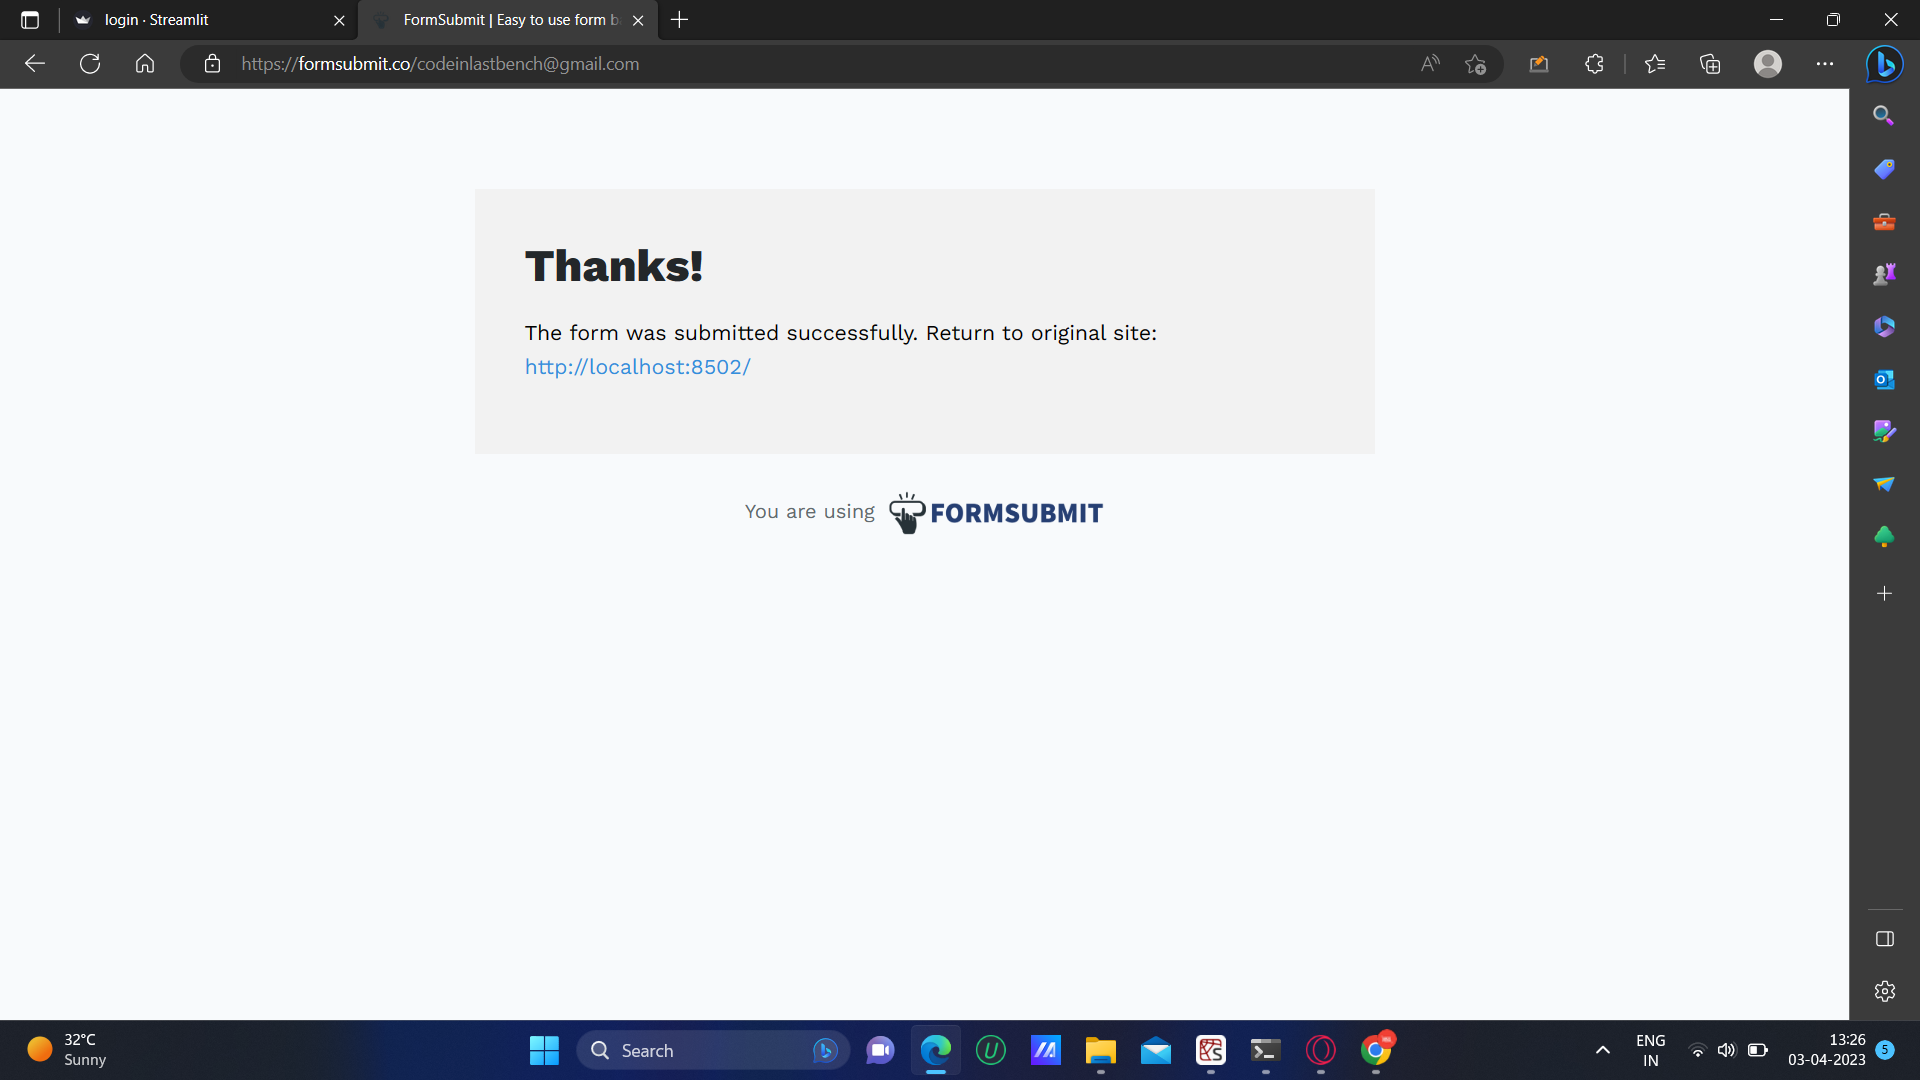 login · Streamlit
FormSubmit | Easy to use form b
https://formsubmit.co/codeinlastbench@gmail.com
Thanks!
The form was submitted successfully. Return to original site:
http://localhost:8502/
You are using FORMSUBMIT
32°C
Sunny
Search
ENG
IN
13:26
03-04-2023
5